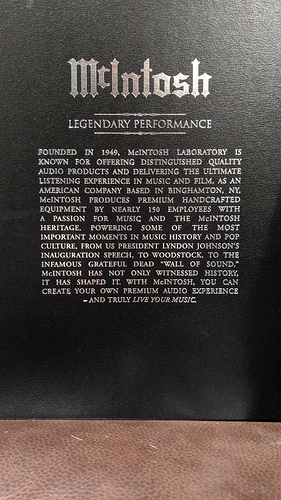 McIntosh
LEGENDARY PERFORMANCE
FOUNDED IN 1949, McINTOSH LABORATORY IS
KNOWN FOR OFFERING DISTINGUISHED QUALITY
AUDIO PRODUCTS AND DELIVERING THE ULTIMATE
LISTENING EXPERIENCE IN MUSIC AND FILM. AS AN
AMERICAN COMPANY BASED IN BINGHAMTON, NY,
McINTOSH PRODUCES PREMIUM HANDCRAFTED
EQUIPMENT BY NEARLY 150 EMPLOYEES WITH
A PASSION FOR MUSIC AND THE McINTOSH
HERITAGE. POWERING SOME OF THE MOST
IMPORTANT MOMENTS IN MUSIC HISTORY AND POP
CULTURE, FROM US PRESIDENT LYNDON JOHNSON'S
INAUGURATION SPEECH, TO WOODSTOCK, TO THE
INFAMOUS GRATEFUL DEAD "WALL OF SOUND,"
McINTOSH HAS NOT ONLY WITNESSED HISTORY,
IT HAS SHAPED IT. WITH McINTOSH, YOU CAN
CREATE YOUR OWN PREMIUM AUDIO EXPERIENCE
– AND TRULY LIVE YOUR MUSIC.